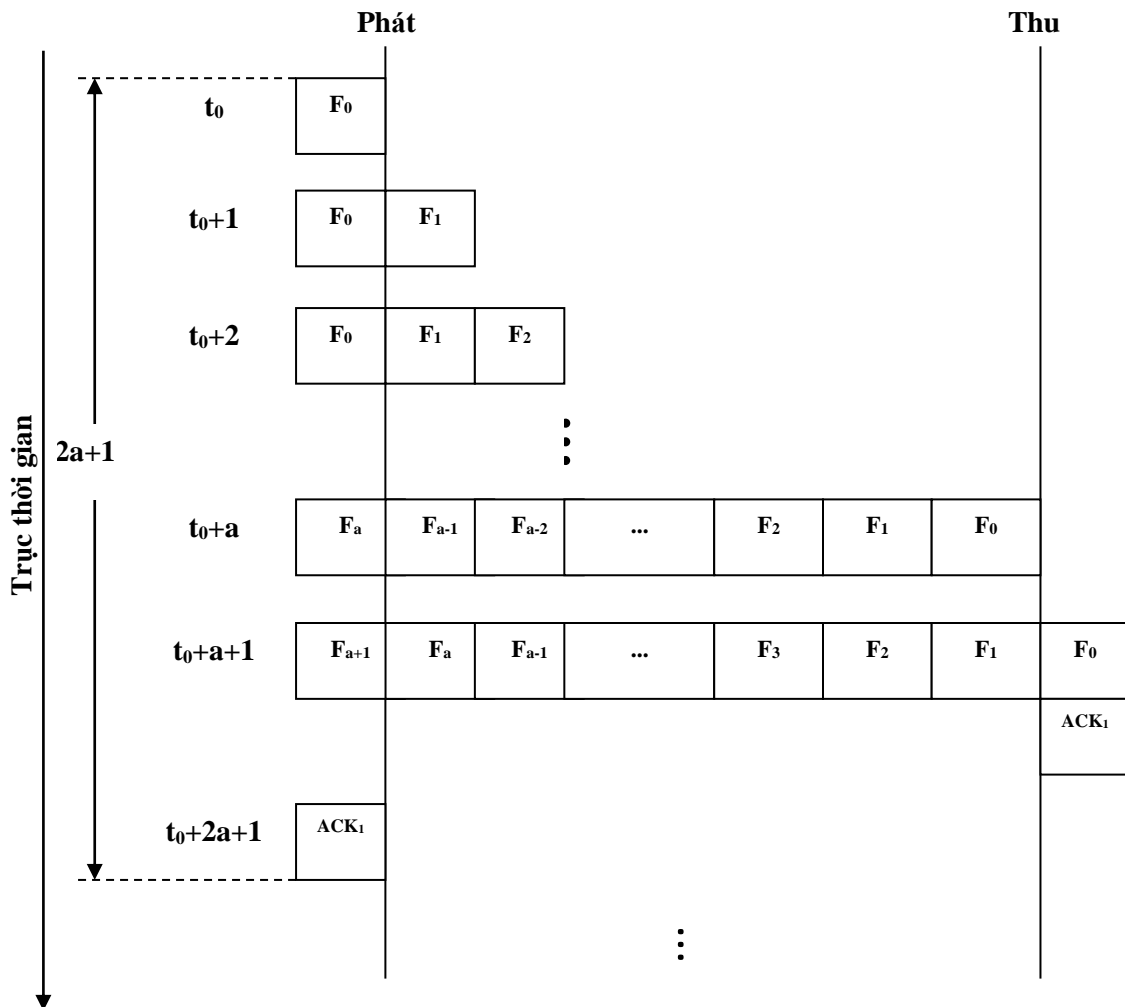 Phát Thu
t₀ F₀
t₀+1 F₀ F₁
t₀+2 F₀ F₁ F₂
Trục thời gian
2a+1
t₀+a Fₐ Fₐ₋₁ Fₐ₋₂ ... F₂ F₁ F₀
t₀+a+1 Fₐ₊₁ Fₐ Fₐ₋₁ ... F₃ F₂ F₁ F₀
ACK₁
t₀+2a+1 ACK₁